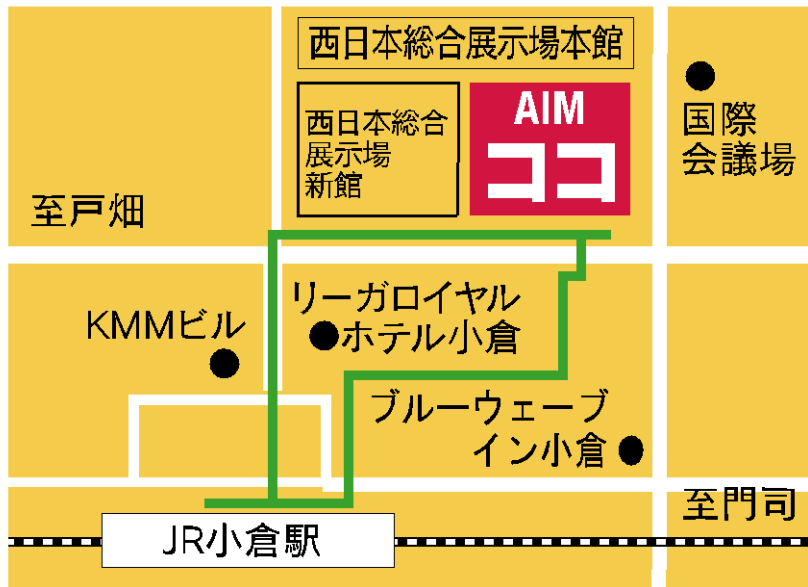 西日本総合展示場本館
西日本総合
展示場
新館
AIM
ココ
国際
会議場
至戸畑
リーガロイヤル
ホテル小倉
KMMビル
ブルーウェーブ
イン小倉
至門司
JR小倉駅